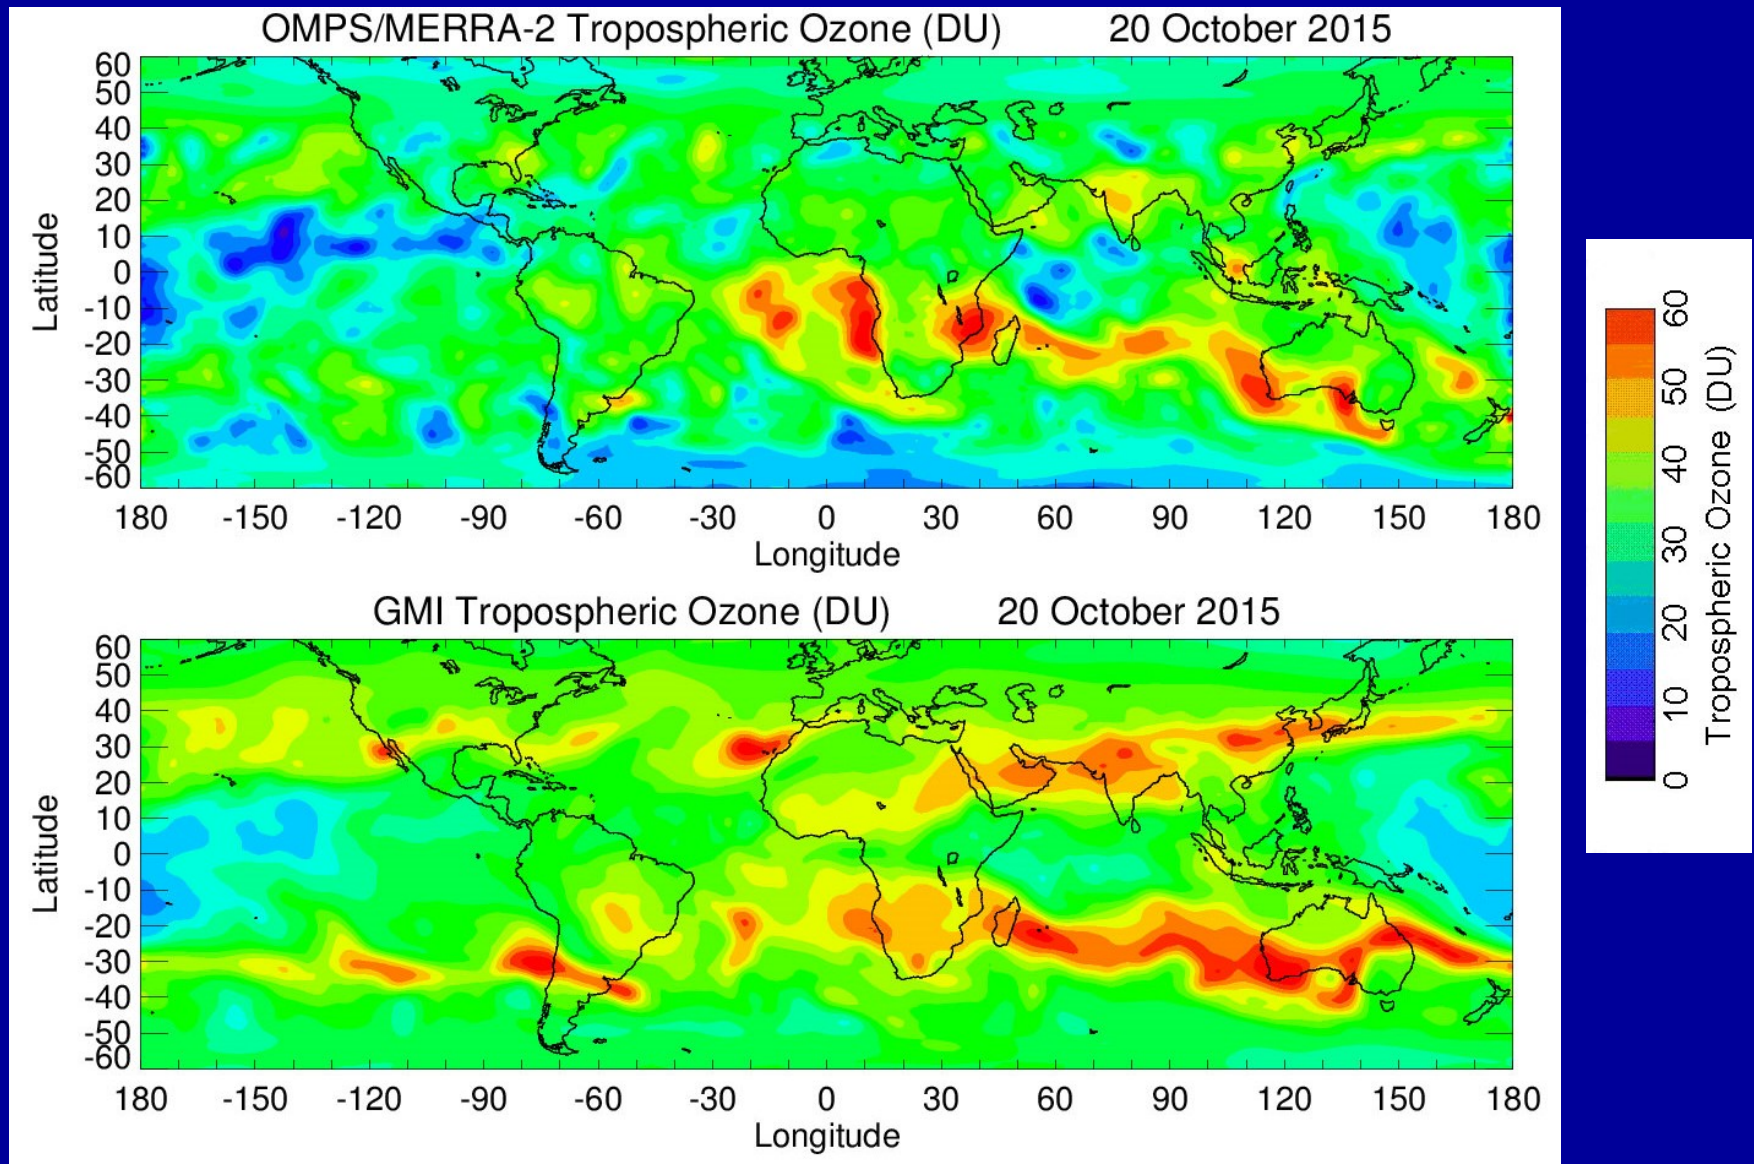 OMPS/MERRA-2 Tropospheric Ozone (DU) 20 October 2015
60
50
40
30
20
10
0
-10
-20
-30
-40
-50
-60
Latitude
180 -150 -120 -90 -60 -30 0 30 60 90 120 150 180
Longitude
GMI Tropospheric Ozone (DU) 20 October 2015
60
50
40
30
20
10
0
-10
-20
-30
-40
-50
-60
Latitude
180 -150 -120 -90 -60 -30 0 30 60 90 120 150 180
Longitude
0 10 20 30 40 50 60
Tropospheric Ozone (DU)